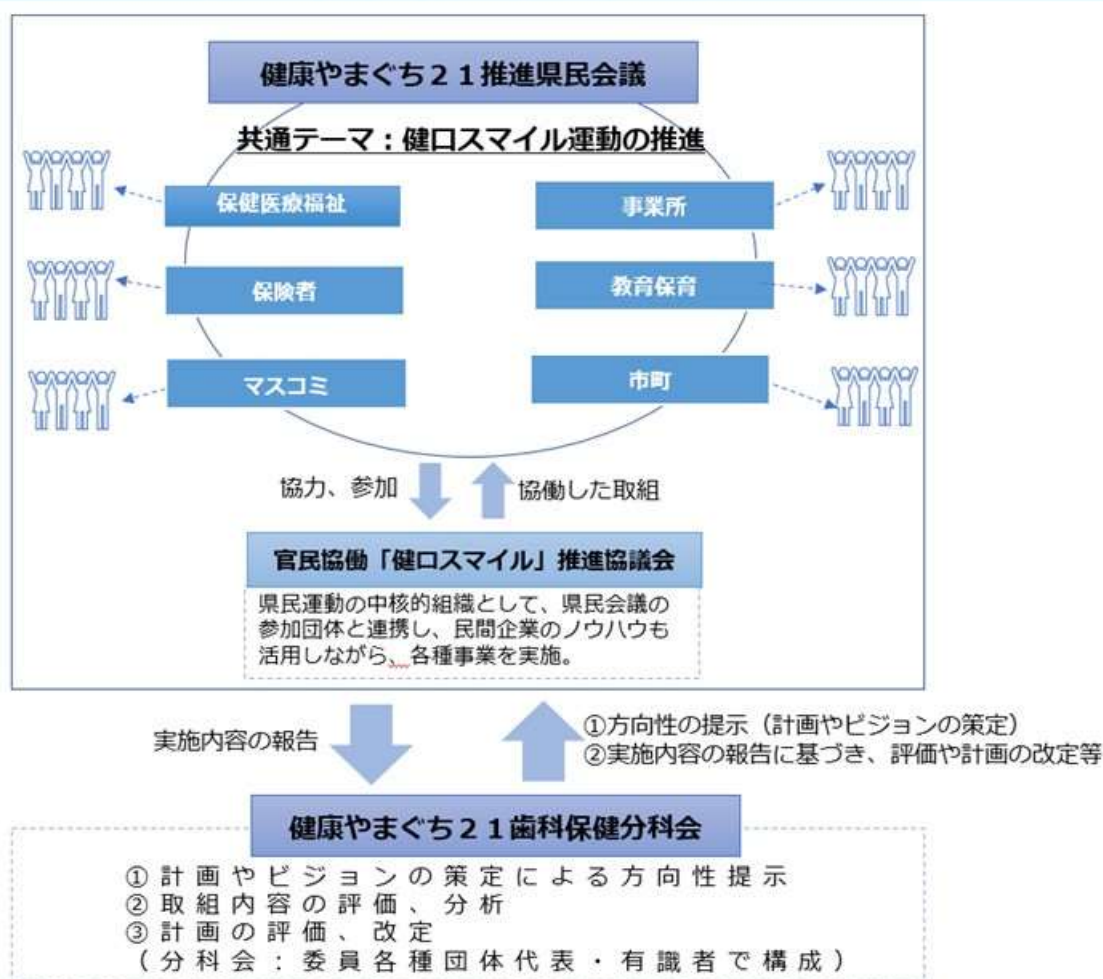 健康やまぐち２１推進県民会議
共通テーマ：健口スマイル運動の推進
保健医療福祉
事業所
保険者
教育保育
マスコミ
市町
協力、参加
協働した取組
官民協働「健口スマイル」推進協議会
県民運動の中核的組織として、県民会議の
参加団体と連携し、民間企業のノウハウも
活用しながら、各種事業を実施。
実施内容の報告
①方向性の提示（計画やビジョンの策定）
②実施内容の報告に基づき、評価や計画の改定等
健康やまぐち２１歯科保健分科会
①計画やビジョンの策定による方向性提示
②取組内容の評価、分析
③計画の評価、改定
（分科会：委員各種団体代表・有識者で構成）